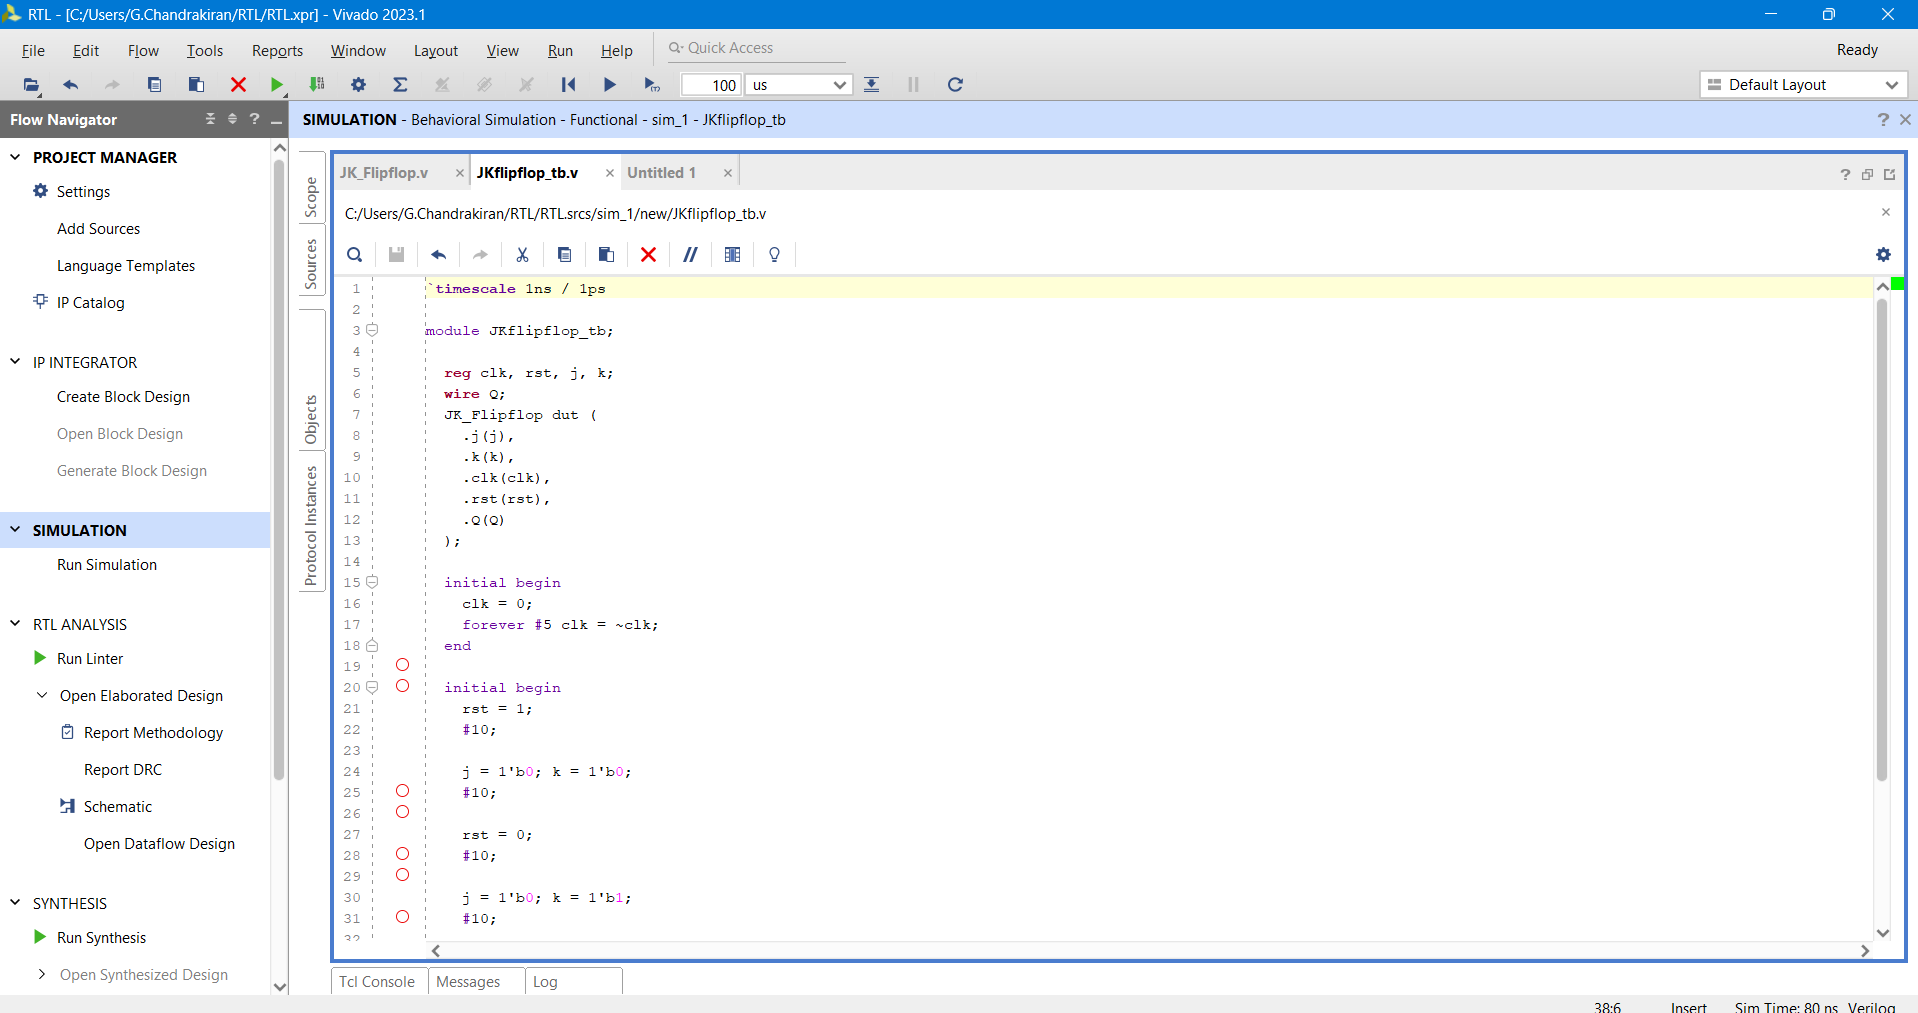 RTL - [C:/Users/G.Chandrakiran/RTL/RTL.xpr] - Vivado 2023.1
File Edit Flow Tools Reports Window Layout View Run Help Quick Access Ready
100 us Default Layout
Flow Navigator
SIMULATION - Behavioral Simulation - Functional - sim_1 - JKflipflop_tb
PROJECT MANAGER
Settings
Add Sources
Language Templates
IP Catalog
IP INTEGRATOR
Create Block Design
Open Block Design
Generate Block Design
SIMULATION
Run Simulation
RTL ANALYSIS
Run Linter
Open Elaborated Design
Report Methodology
Report DRC
Schematic
Open Dataflow Design
SYNTHESIS
Run Synthesis
Open Synthesized Design
Scope
Sources
Objects
Protocol Instances
JK_Flipflop.v JKflipflop_tb.v Untitled 1
C:/Users/G.Chandrakiran/RTL/RTL.srcs/sim_1/new/JKflipflop_tb.v
1 `timescale 1ns / 1ps
2
3 module JKflipflop_tb;
4
5 reg clk, rst, j, k;
6 wire Q;
7 JK_Flipflop dut (
8 .j(j),
9 .k(k),
10 .clk(clk),
11 .rst(rst),
12 .Q(Q)
13 );
14
15 initial begin
16 clk = 0;
17 forever #5 clk = ~clk;
18 end
19
20 initial begin
21 rst = 1;
22 #10;
23
24 j = 1'b0; k = 1'b0;
25 #10;
26
27 rst = 0;
28 #10;
29
30 j = 1'b0; k = 1'b1;
31 #10;
32
Tcl Console Messages Log
38:6 Insert Sim Time: 80 ns Verilog